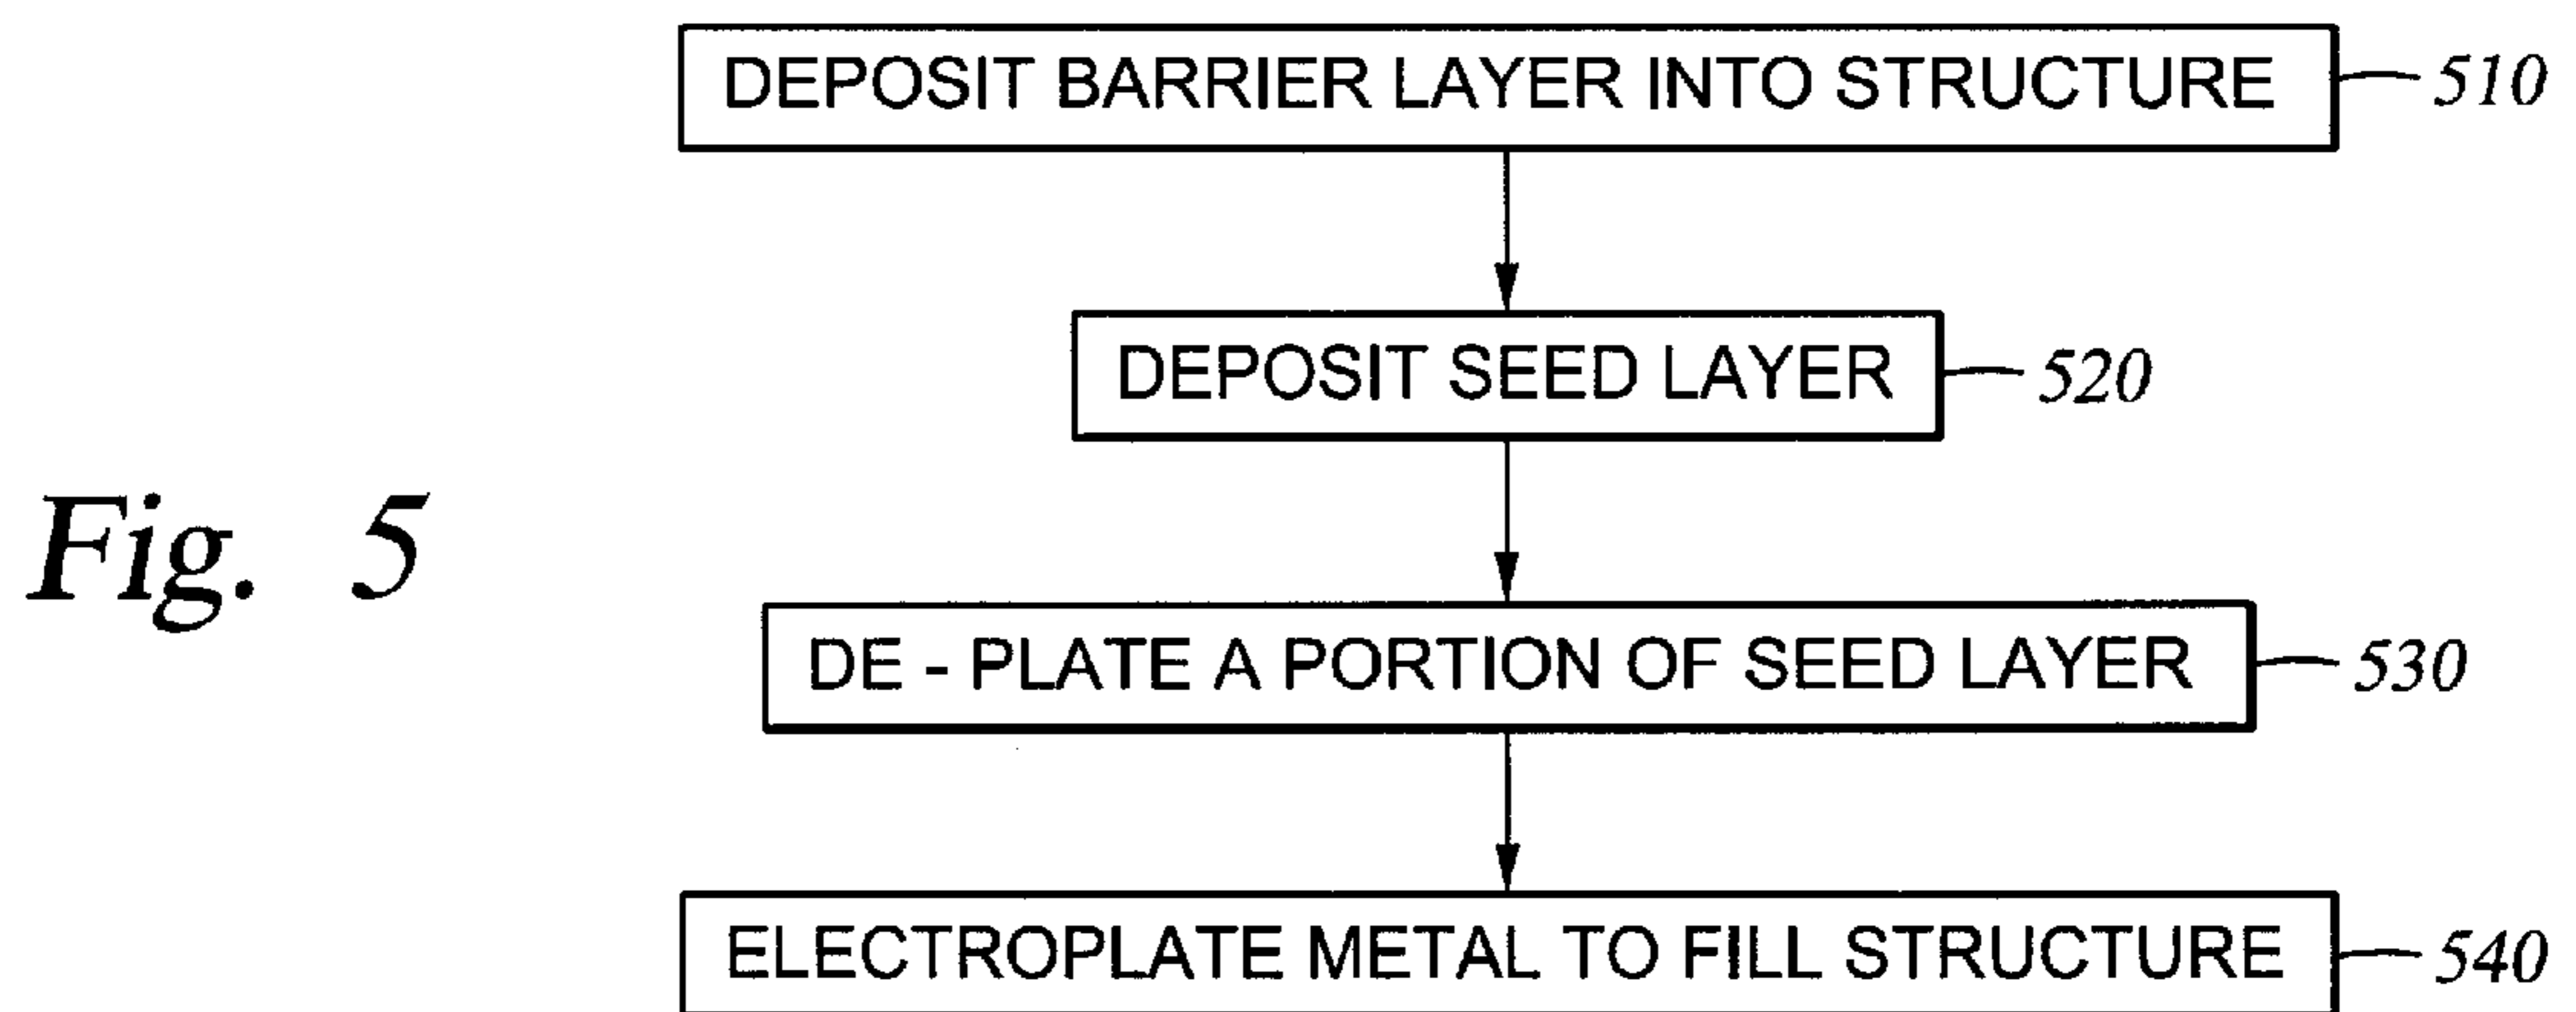 DEPOSIT BARRIER LAYER INTO STRUCTURE 510
DEPOSIT SEED LAYER 520
Fig. 5
DE - PLATE A PORTION OF SEED LAYER 530
ELECTROPLATE METAL TO FILL STRUCTURE 540